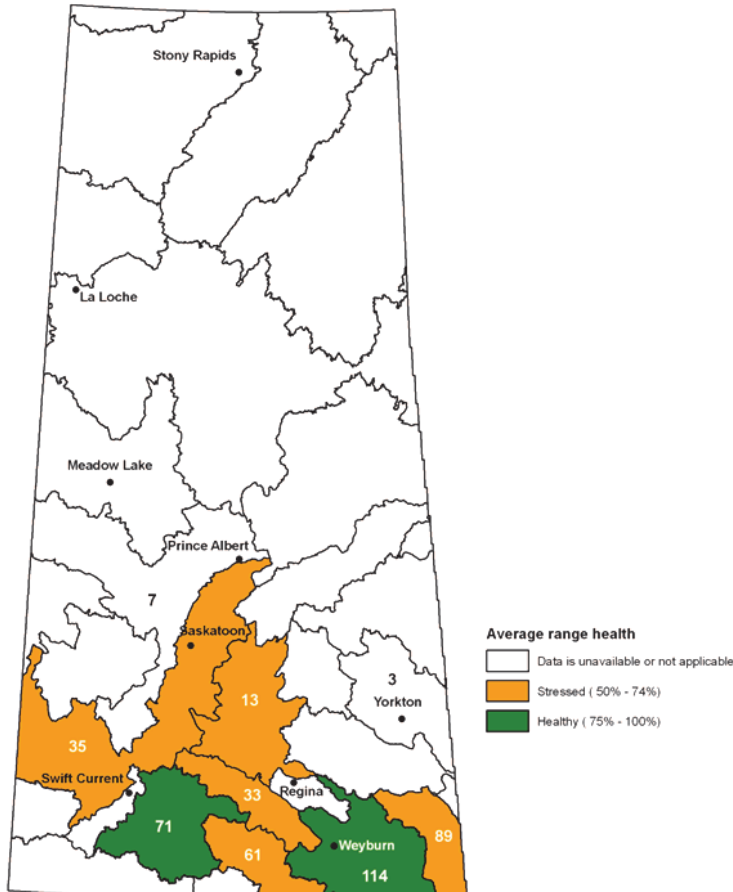 Stony Rapids
La Loche
Meadow Lake
Prince Albert
7
Saskatoon
Average range health
Data is unavailable or not applicable
3
Stressed ( 50% - 74%)
13
Yorkton
Healthy ( 75% - 100%)
35
Swift Current
33
Regina
71
89
Weyburn
61
114